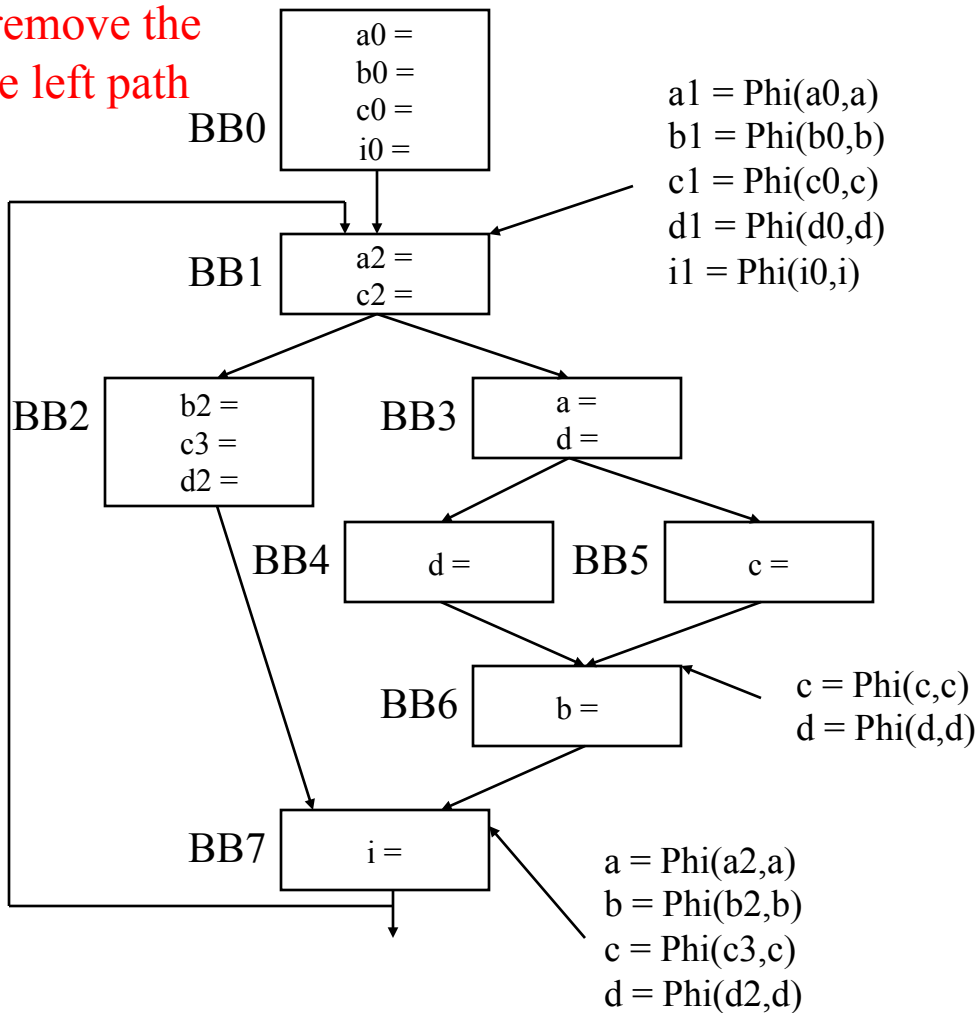 remove the
e left path
BB0
a0 =
b0 =
c0 =
i0 =
a1 = Phi(a0,a)
b1 = Phi(b0,b)
c1 = Phi(c0,c)
d1 = Phi(d0,d)
i1 = Phi(i0,i)
BB1
a2 =
c2 =
BB2
b2 =
c3 =
d2 =
BB3
a =
d =
BB4
d =
BB5
c =
BB6
b =
c = Phi(c,c)
d = Phi(d,d)
BB7
i =
a = Phi(a2,a)
b = Phi(b2,b)
c = Phi(c3,c)
d = Phi(d2,d)